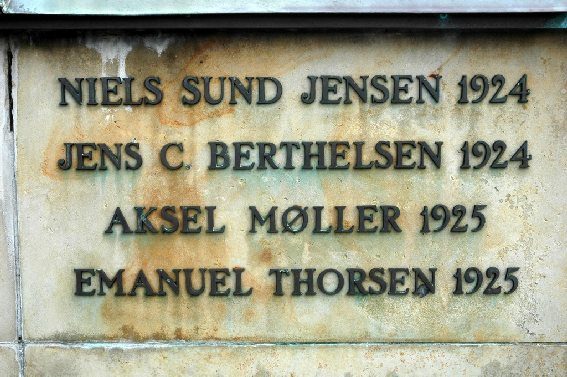 NIELS SUND JENSEN 1924
JENS C. BERTHELSEN 1924
AKSEL MØLLER 1925
EMANUEL THORSEN 1925